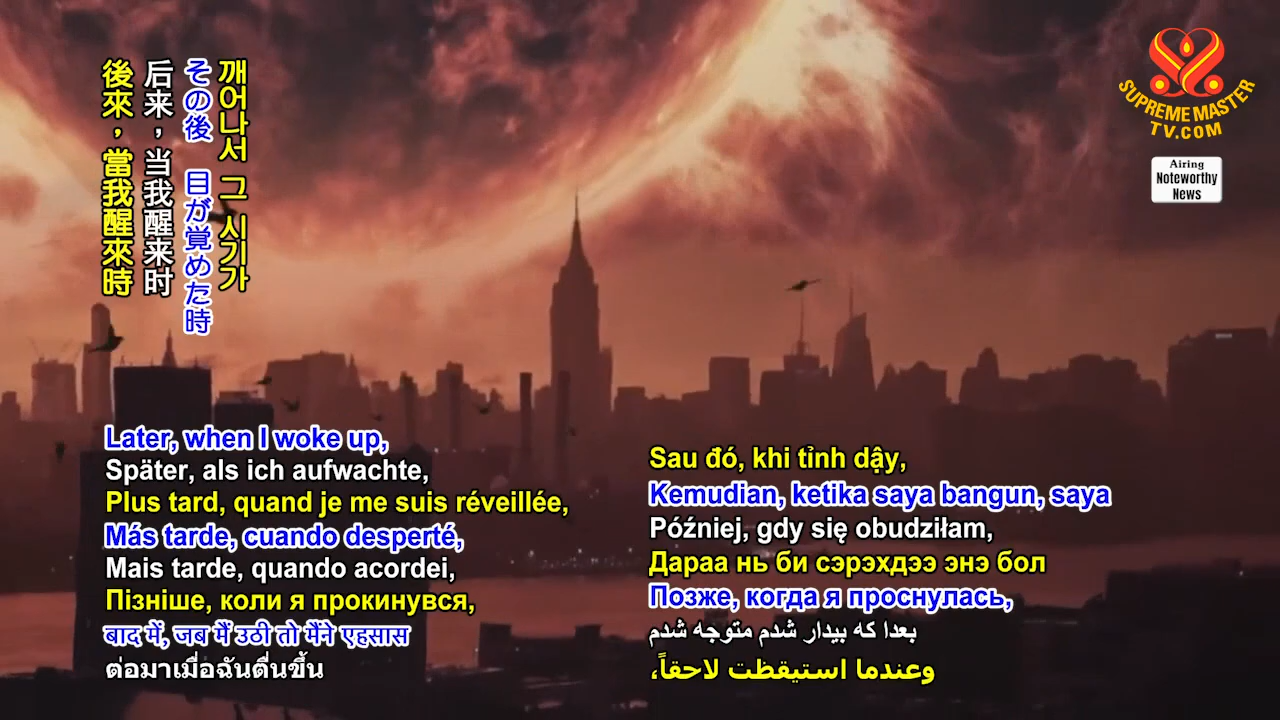 後來，當我醒來時
后来，当我醒来时
その後　目が覚めた時
깨어나서 그 시기가
SUPREME MASTER
TV.COM
Airing
Noteworthy
News
Later, when I woke up,
Später, als ich aufwachte,
Plus tard, quand je me suis réveillée,
Más tarde, cuando desperté,
Mais tarde, quando acordei,
Пізніше, коли я прокинувся,
बाद में, जब मैं उठी तो मैंने एहसास
ต่อมาเมื่อฉันตื่นขึ้น
Sau đó, khi tỉnh dậy,
Kemudian, ketika saya bangun, saya
Później, gdy się obudziłam,
Дараа нь би сэрэхдээ энэ бол
Позже, когда я проснулась,
بعدا که بیدار شدم متوجه شدم
وعندما استيقظت لاحقاً،